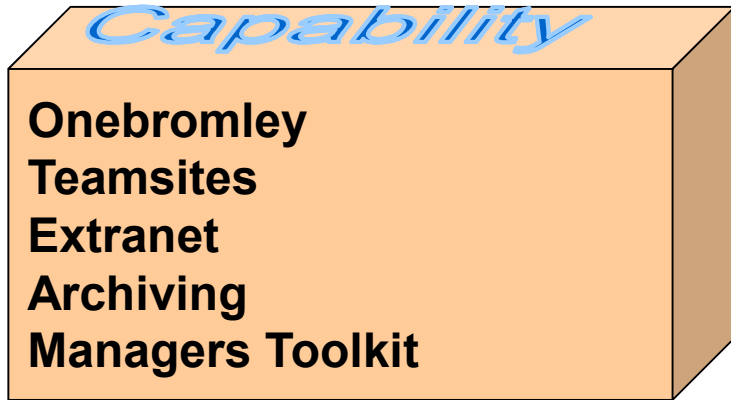 Capability
Onebromley
Teamsites
Extranet
Archiving
Managers Toolkit